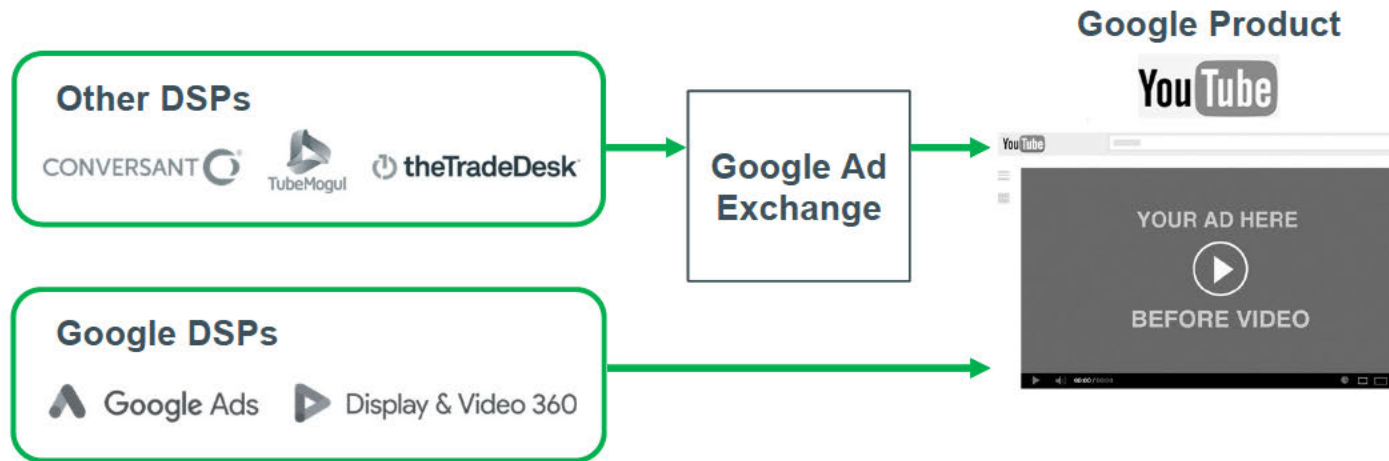 Google Product
YouTube
Other DSPs
CONVERSANT
TubeMogul
theTradeDesk
Google Ad
Exchange
YouTube
YOUR AD HERE
BEFORE VIDEO
Google DSPs
Google Ads
Display & Video 360